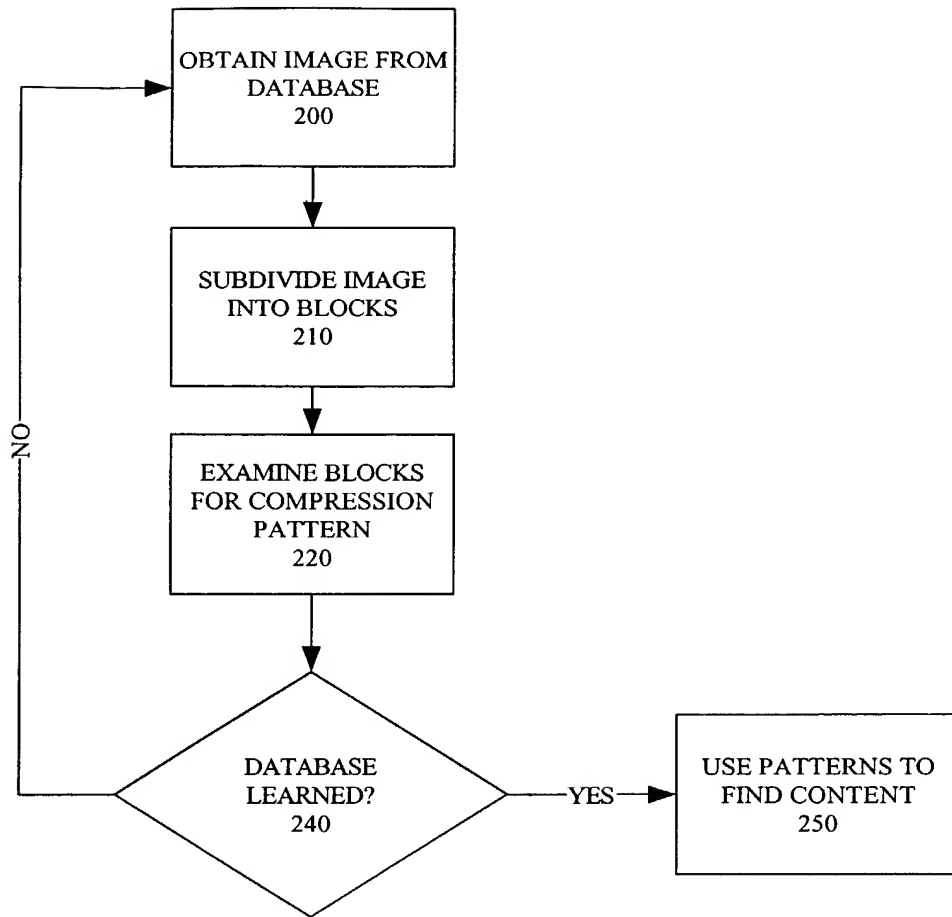 OBTAIN IMAGE FROM
DATABASE
200
SUBDIVIDE IMAGE
INTO BLOCKS
210
NO
EXAMINE BLOCKS
FOR COMPRESSION
PATTERN
220
DATABASE
LEARNED?
240
YES
USE PATTERNS TO
FIND CONTENT
250